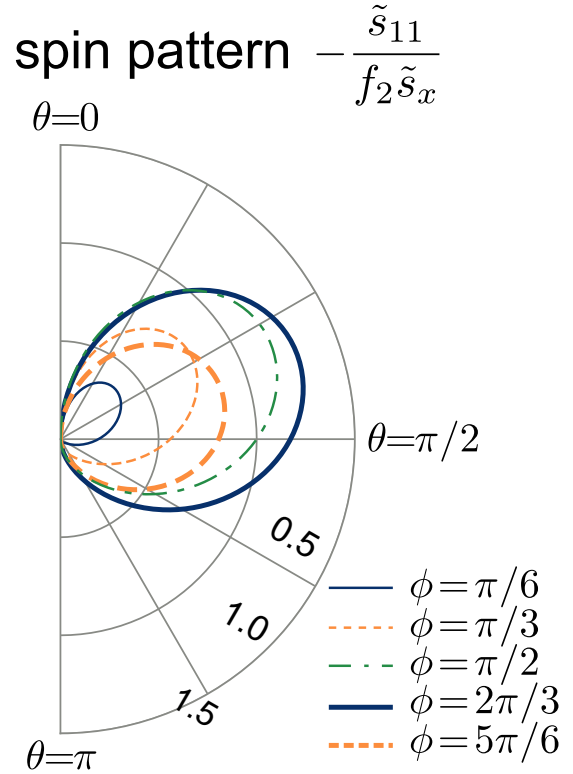 spin pattern −s̃₁₁/f₂s̃ₓ
θ=0
θ=π/2
0.5
1.0
1.5
θ=π
ϕ=π/6
ϕ=π/3
ϕ=π/2
ϕ=2π/3
ϕ=5π/6